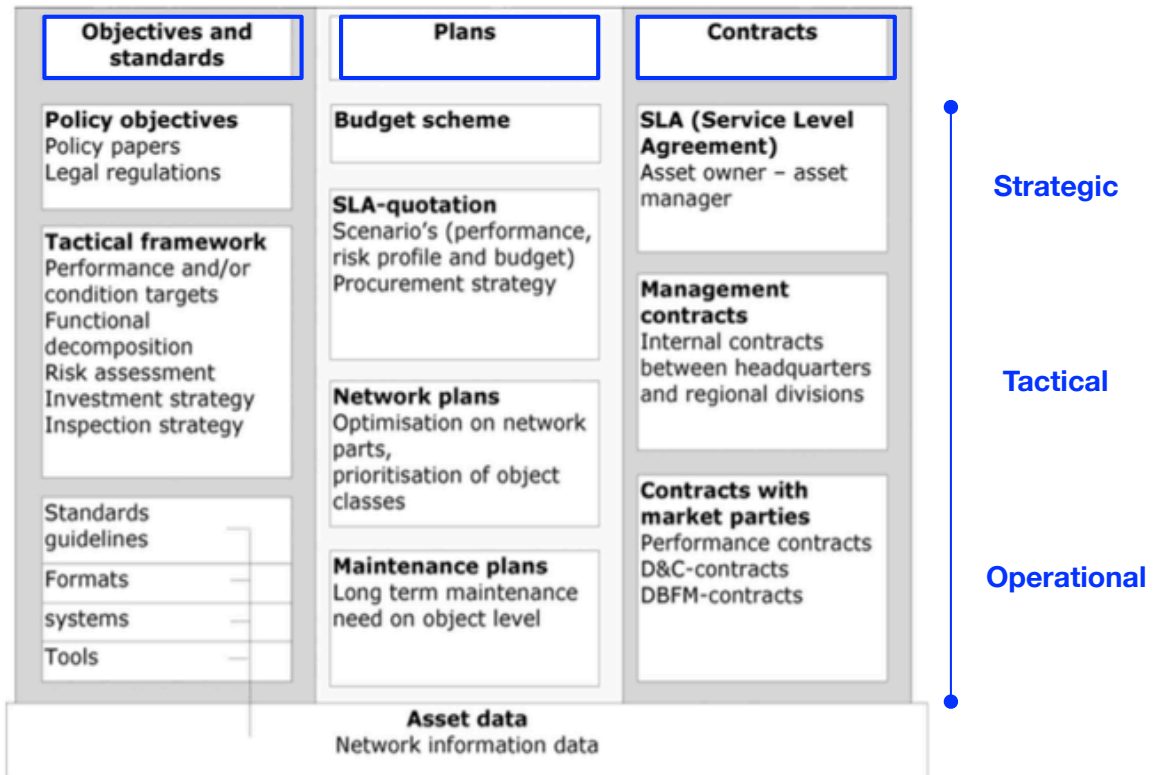 Objectives and
standards
Policy objectives
Policy papers
Legal regulations
Tactical framework
Performance and/or
condition targets
Functional
decomposition
Risk assessment
Investment strategy
Inspection strategy
Standards
guidelines
Formats
systems
Tools
Plans
Budget scheme
SLA-quotation
Scenario's (performance,
risk profile and budget)
Procurement strategy
Network plans
Optimisation on network
parts,
prioritisation of object
classes
Maintenance plans
Long term maintenance
need on object level
Contracts
SLA (Service Level
Agreement)
Asset owner – asset
manager
Management
contracts
Internal contracts
between headquarters
and regional divisions
Contracts with
market parties
Performance contracts
D&C-contracts
DBFM-contracts
Strategic
Tactical
Operational
Asset data
Network information data